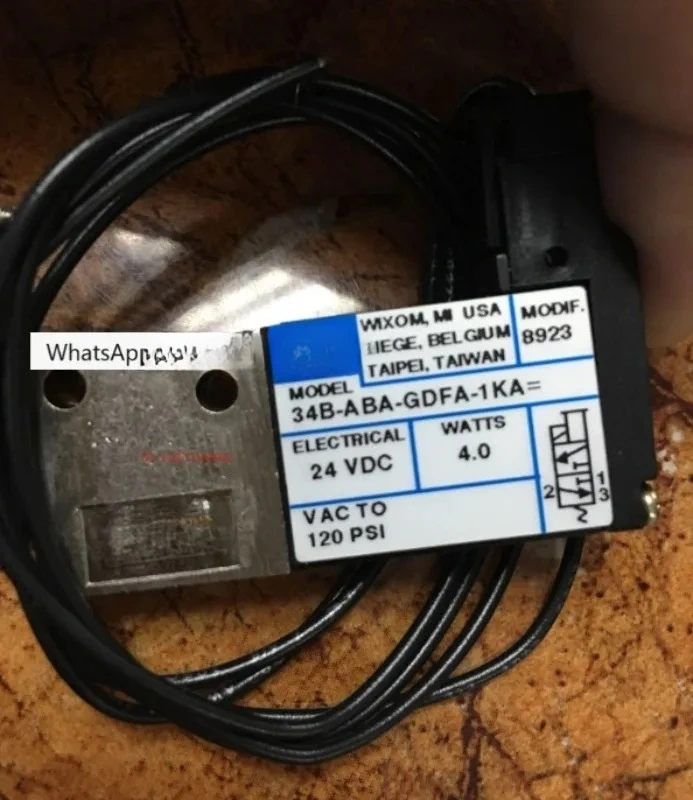 WhatsApp
WIXOM, MI USA
LIEGE, BELGIUM
TAIPEI, TAIWAN
MODIF.
8923
MODEL
34B-ABA-GDFA-1KA=
ELECTRICAL
24 VDC
WATTS
4.0
VAC TO
120 PSI
2
1
3